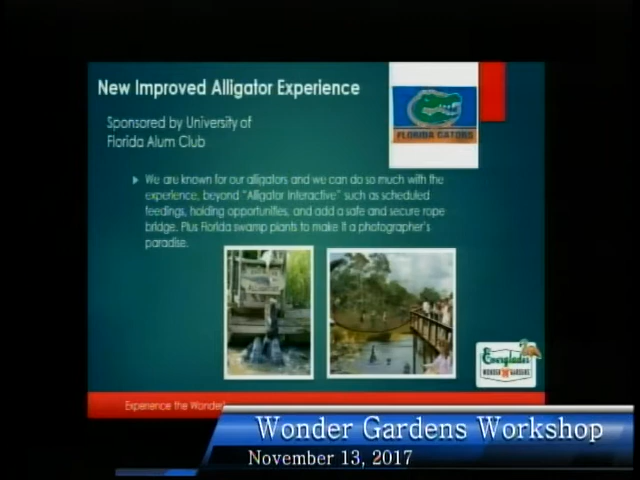 New Improved Alligator Experience
Sponsored by University of
Florida Alum Club
FLORIDA GATORS
We are known for our alligators and we can do so much with the
experience, beyond "Alligator Interactive" such as scheduled
feedings, holding opportunities, and add a safe and secure rope
bridge. Plus Florida swamp plants to make it a photographer's
paradise.
Everglades
WONDER GARDENS
Experience the Wonder!
Wonder Gardens Workshop
November 13, 2017